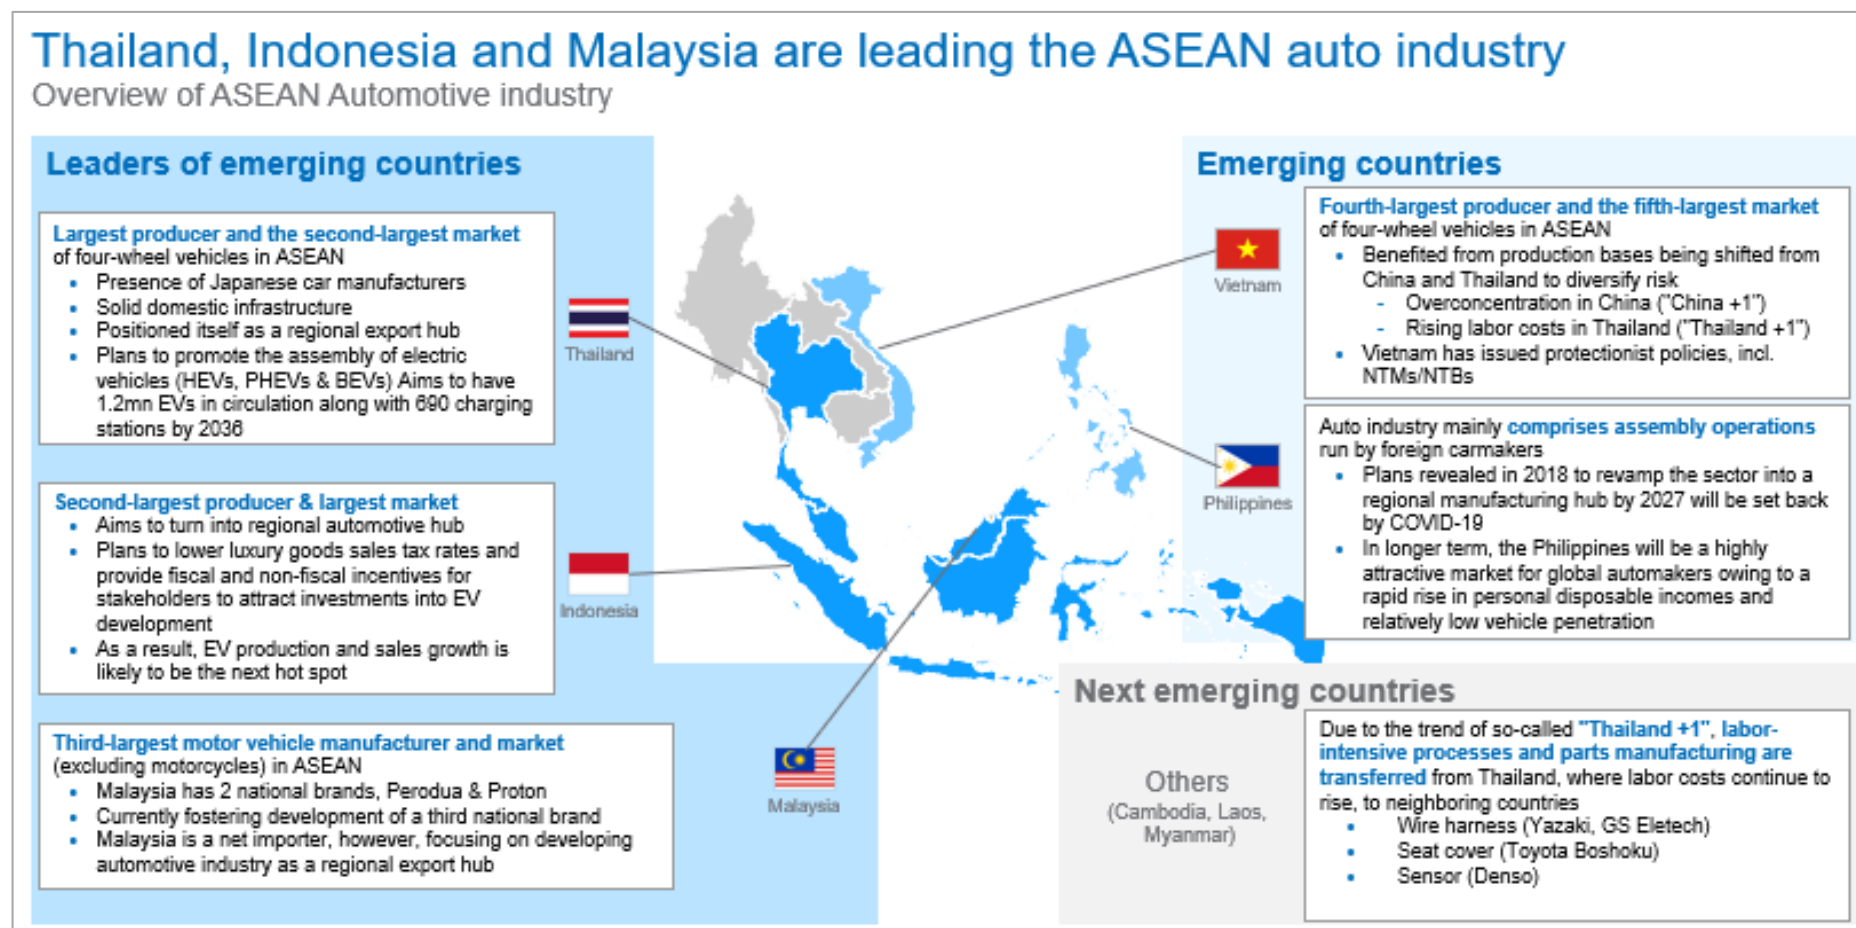 Thailand, Indonesia and Malaysia are leading the ASEAN auto industry
Overview of ASEAN Automotive industry
Leaders of emerging countries
Largest producer and the second-largest market
of four-wheel vehicles in ASEAN
• Presence of Japanese car manufacturers
• Solid domestic infrastructure
• Positioned itself as a regional export hub
• Plans to promote the assembly of electric
vehicles (HEVs, PHEVs & BEVs) Aims to have
1.2mn EVs in circulation along with 690 charging
stations by 2036
Thailand
Second-largest producer & largest market
• Aims to turn into regional automotive hub
• Plans to lower luxury goods sales tax rates and
provide fiscal and non-fiscal incentives for
stakeholders to attract investments into EV
development
• As a result, EV production and sales growth is
likely to be the next hot spot
Indonesia
Third-largest motor vehicle manufacturer and market
(excluding motorcycles) in ASEAN
• Malaysia has 2 national brands, Perodua & Proton
• Currently fostering development of a third national brand
• Malaysia is a net importer, however, focusing on developing
automotive industry as a regional export hub
Malaysia
Emerging countries
Vietnam
Fourth-largest producer and the fifth-largest market
of four-wheel vehicles in ASEAN
• Benefited from production bases being shifted from
China and Thailand to diversify risk
- Overconcentration in China ("China +1")
- Rising labor costs in Thailand ("Thailand +1")
• Vietnam has issued protectionist policies, incl.
NTMs/NTBs
Philippines
Auto industry mainly comprises assembly operations
run by foreign carmakers
• Plans revealed in 2018 to revamp the sector into a
regional manufacturing hub by 2027 will be set back
by COVID-19
• In longer term, the Philippines will be a highly
attractive market for global automakers owing to a
rapid rise in personal disposable incomes and
relatively low vehicle penetration
Next emerging countries
Others
(Cambodia, Laos,
Myanmar)
Due to the trend of so-called "Thailand +1", labor-
intensive processes and parts manufacturing are
transferred from Thailand, where labor costs continue to
rise, to neighboring countries
• Wire harness (Yazaki, GS Eletech)
• Seat cover (Toyota Boshoku)
• Sensor (Denso)